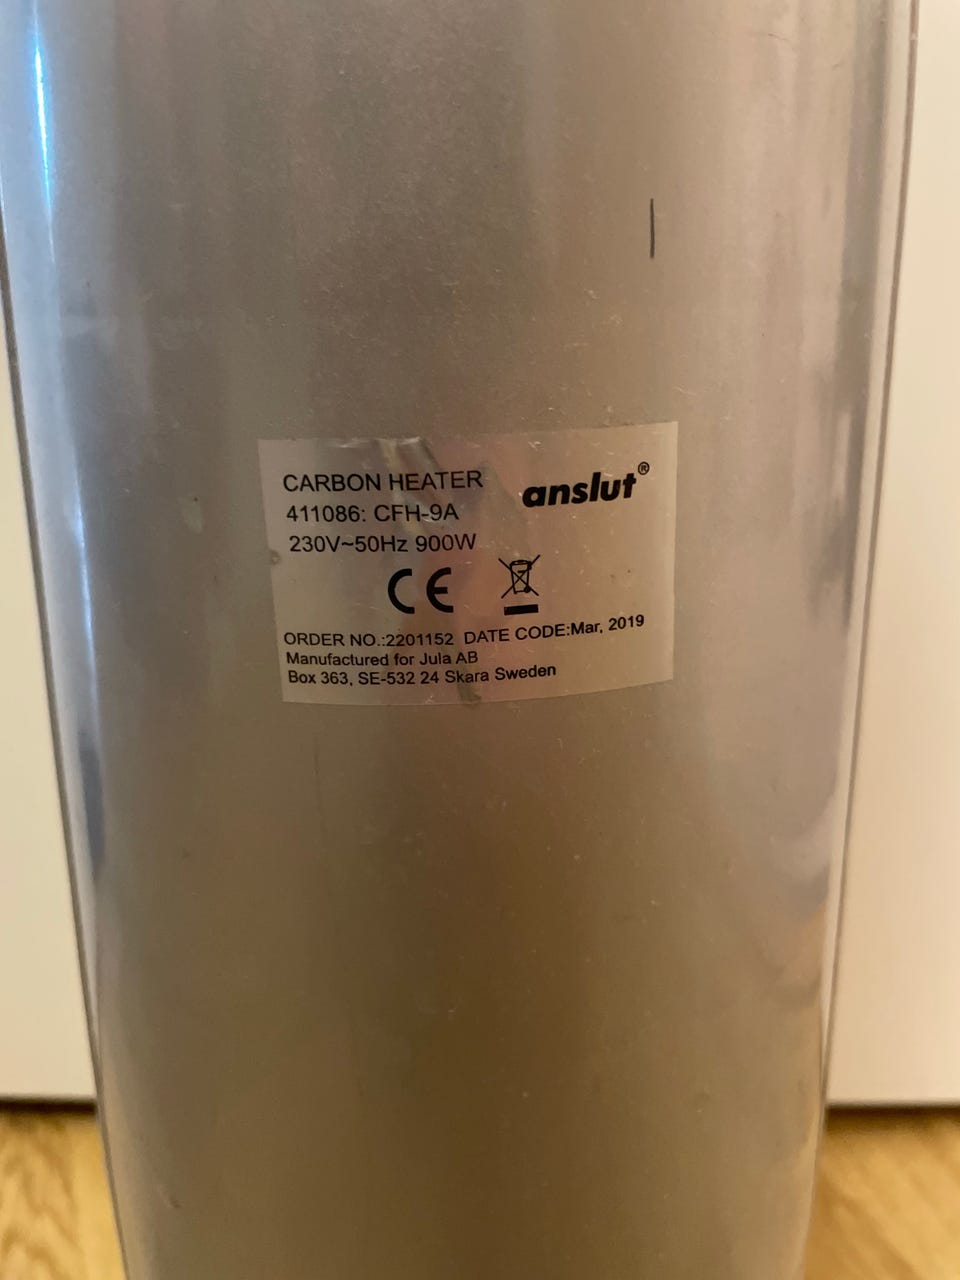 CARBON HEATER
anslut®
411086: CFH-9A
230V~50Hz 900W
CE
ORDER NO.:2201152 DATE CODE:Mar, 2019
Manufactured for Jula AB
Box 363, SE-532 24 Skara Sweden